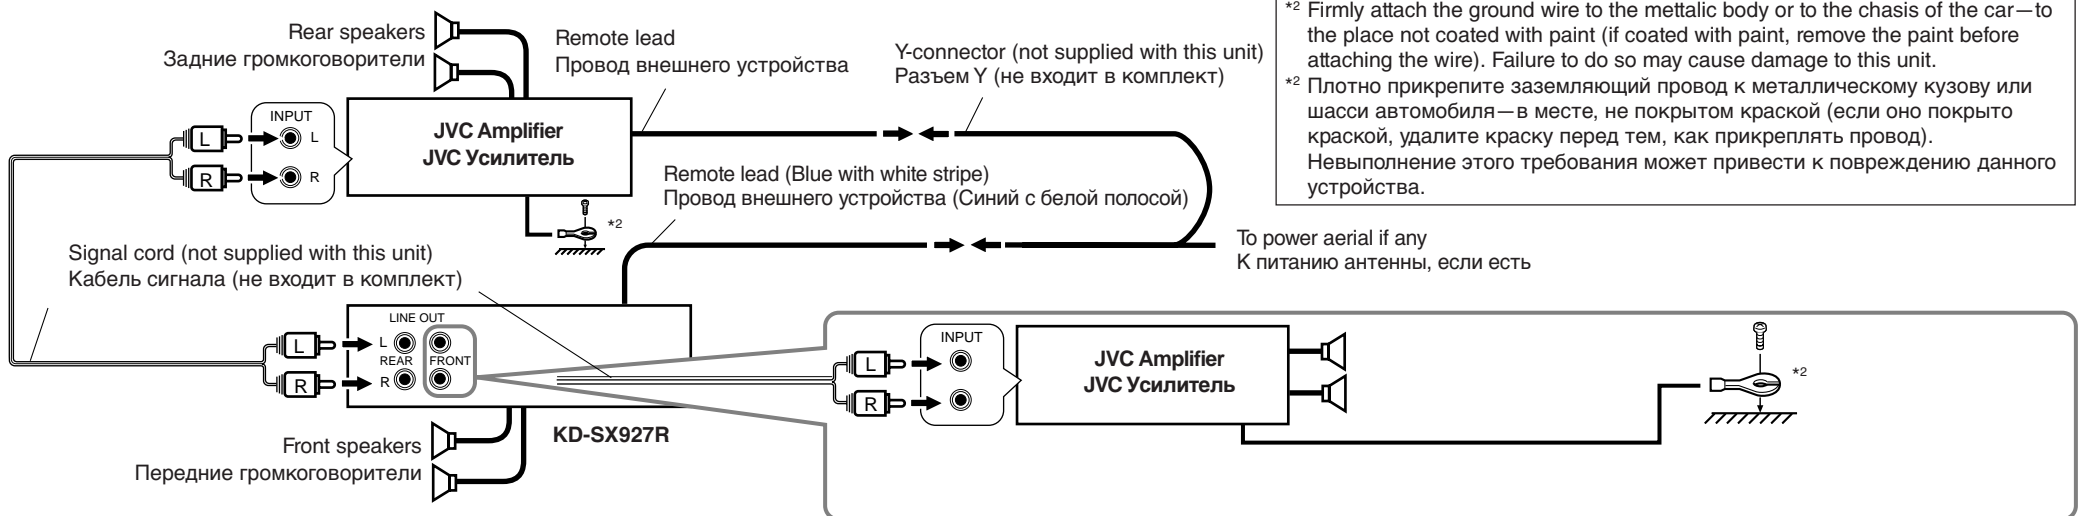 Rear speakers
Задние громкоговорители
Remote lead
Провод внешнего устройства
Y-connector (not supplied with this unit)
Разъем Y (не входит в комплект)
*2 Firmly attach the ground wire to the mettalic body or to the chasis of the car—to
the place not coated with paint (if coated with paint, remove the paint before
attaching the wire). Failure to do so may cause damage to this unit.
*2 Плотно прикрепите заземляющий провод к металлическому кузову или
шасси автомобиля—в месте, не покрытом краской (если оно покрыто
краской, удалите краску перед тем, как прикреплять провод).
Невыполнение этого требования может привести к повреждению данного
устройства.
INPUT
L
L
R
R
JVC Amplifier
JVC Усилитель
Remote lead (Blue with white stripe)
Провод внешнего устройства (Синий с белой полосой)
*2
Signal cord (not supplied with this unit)
Кабель сигнала (не входит в комплект)
To power aerial if any
К питанию антенны, если есть
LINE OUT
L
L
REAR
FRONT
R
R
INPUT
L
R
JVC Amplifier
JVC Усилитель
*2
KD-SX927R
Front speakers
Передние громкоговорители